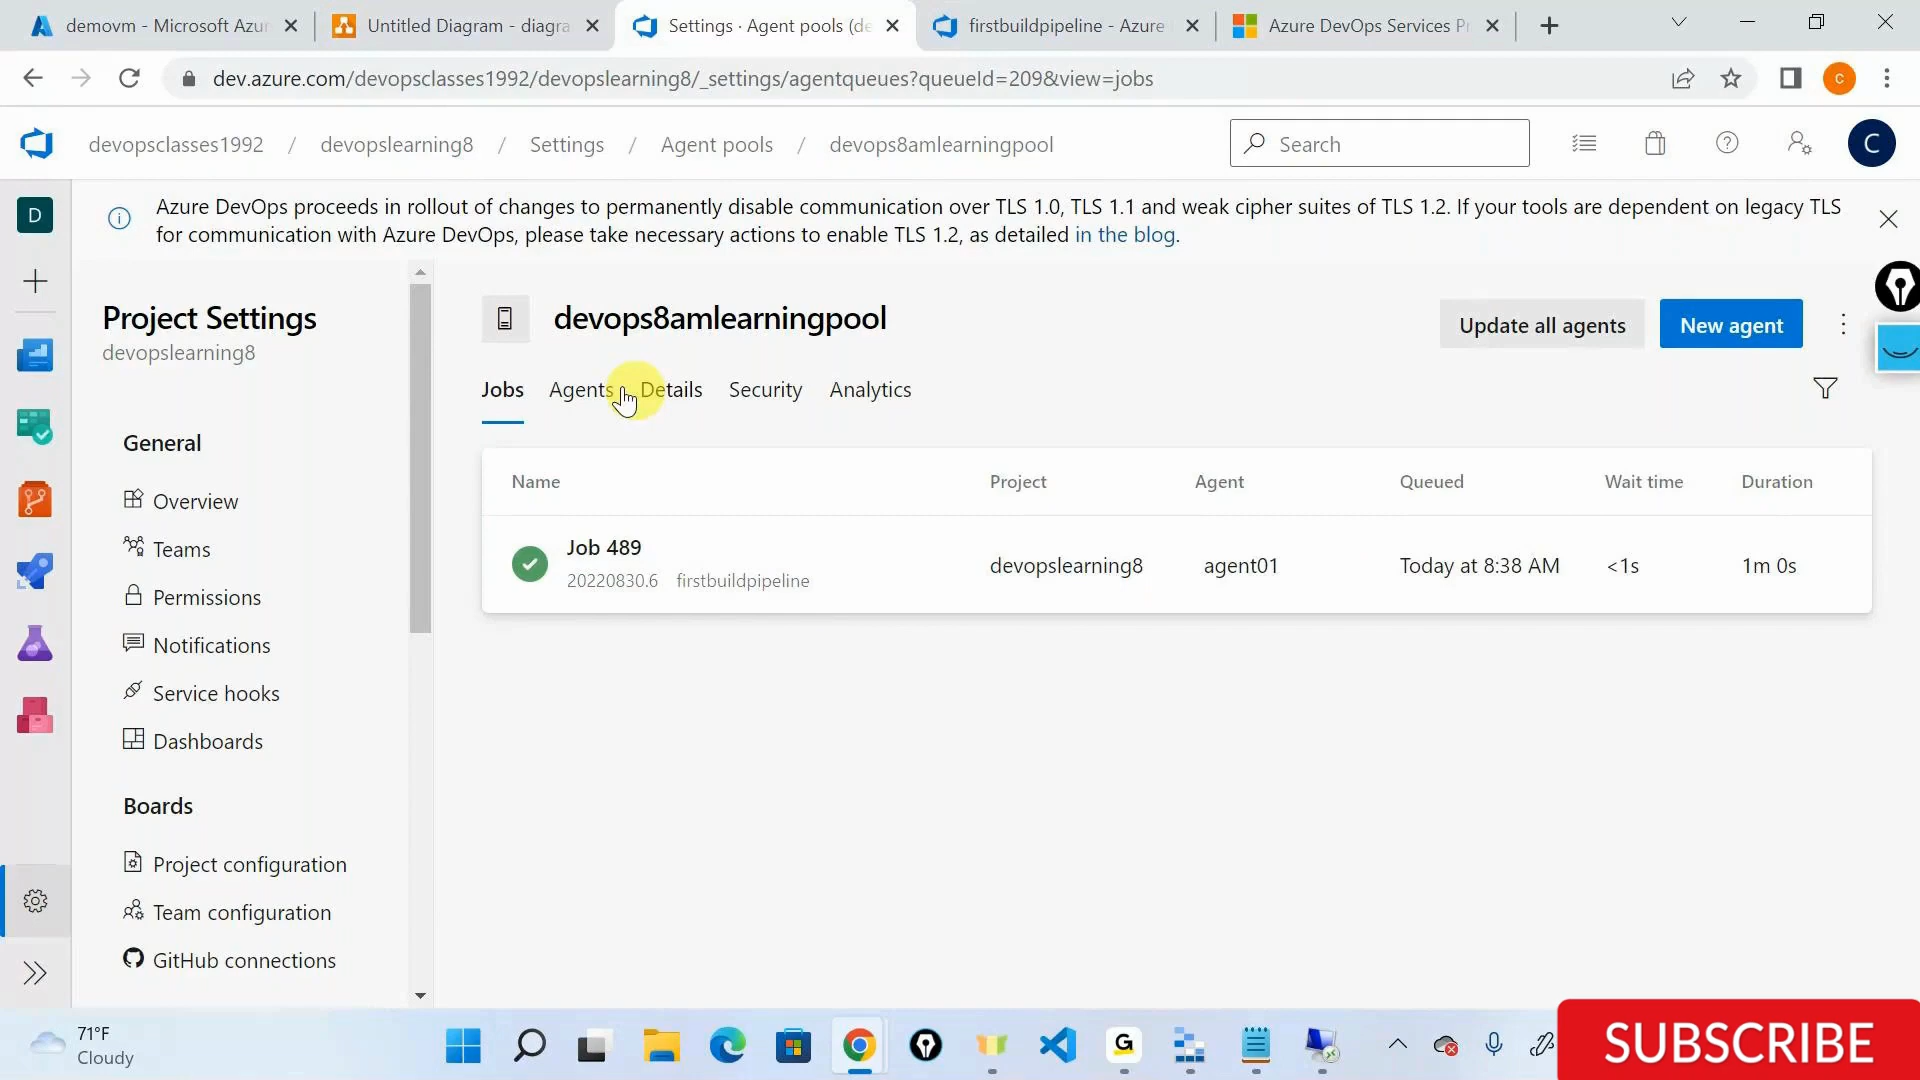 demovm - Microsoft Azur
Untitled Diagram - diagra
Settings · Agent pools (de
firstbuildpipeline - Azure
Azure DevOps Services Pr
dev.azure.com/devopsclasses1992/devopslearning8/_settings/agentqueues?queueId=209&view=jobs
C
devopsclasses1992 / devopslearning8 / Settings / Agent pools / devops8amlearningpool
Search
C
D
Azure DevOps proceeds in rollout of changes to permanently disable communication over TLS 1.0, TLS 1.1 and weak cipher suites of TLS 1.2. If your tools are dependent on legacy TLS
for communication with Azure DevOps, please take necessary actions to enable TLS 1.2, as detailed in the blog.
Project Settings
devopslearning8
General
Overview
Teams
Permissions
Notifications
Service hooks
Dashboards
Boards
Project configuration
Team configuration
GitHub connections
devops8amlearningpool
Update all agents
New agent
Jobs Agents Details Security Analytics
Name Project Agent Queued Wait time Duration
Job 489
20220830.6 firstbuildpipeline
devopslearning8 agent01 Today at 8:38 AM <1s 1m 0s
71°F
Cloudy
G
SUBSCRIBE